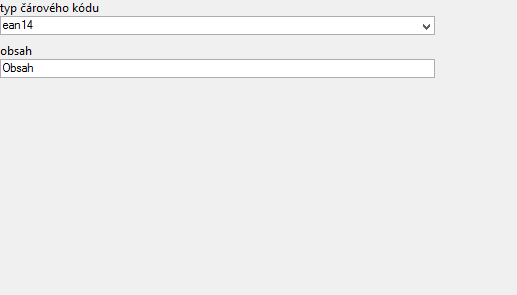 typ čárového kódu
ean14
obsah
Obsah